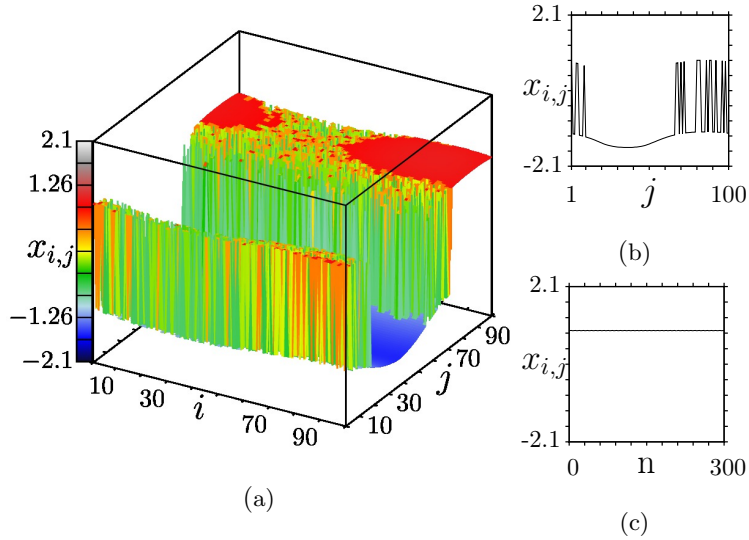 2.1
1.26
x_{i,j}
−1.26
−2.1
10
30
i
70
90
10
30
j
70
90
(a)
2.1
x_{i,j}
-2.1
1
j
100
(b)
2.1
x_{i,j}
-2.1
0
n
300
(c)